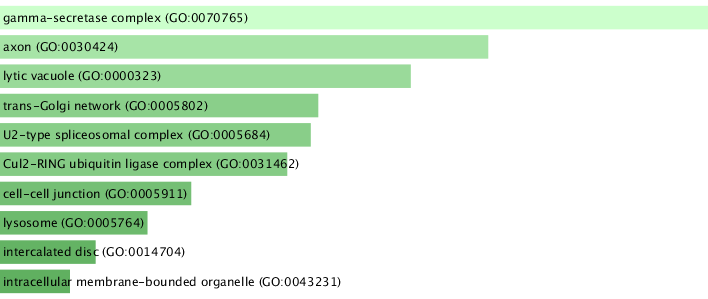 gamma-secretase complex (GO:0070765)
axon (GO:0030424)
lytic vacuole (GO:0000323)
trans-Golgi network (GO:0005802)
U2-type spliceosomal complex (GO:0005684)
Cul2-RING ubiquitin ligase complex (GO:0031462)
cell-cell junction (GO:0005911)
lysosome (GO:0005764)
intercalated disc (GO:0014704)
intracellular membrane-bounded organelle (GO:0043231)